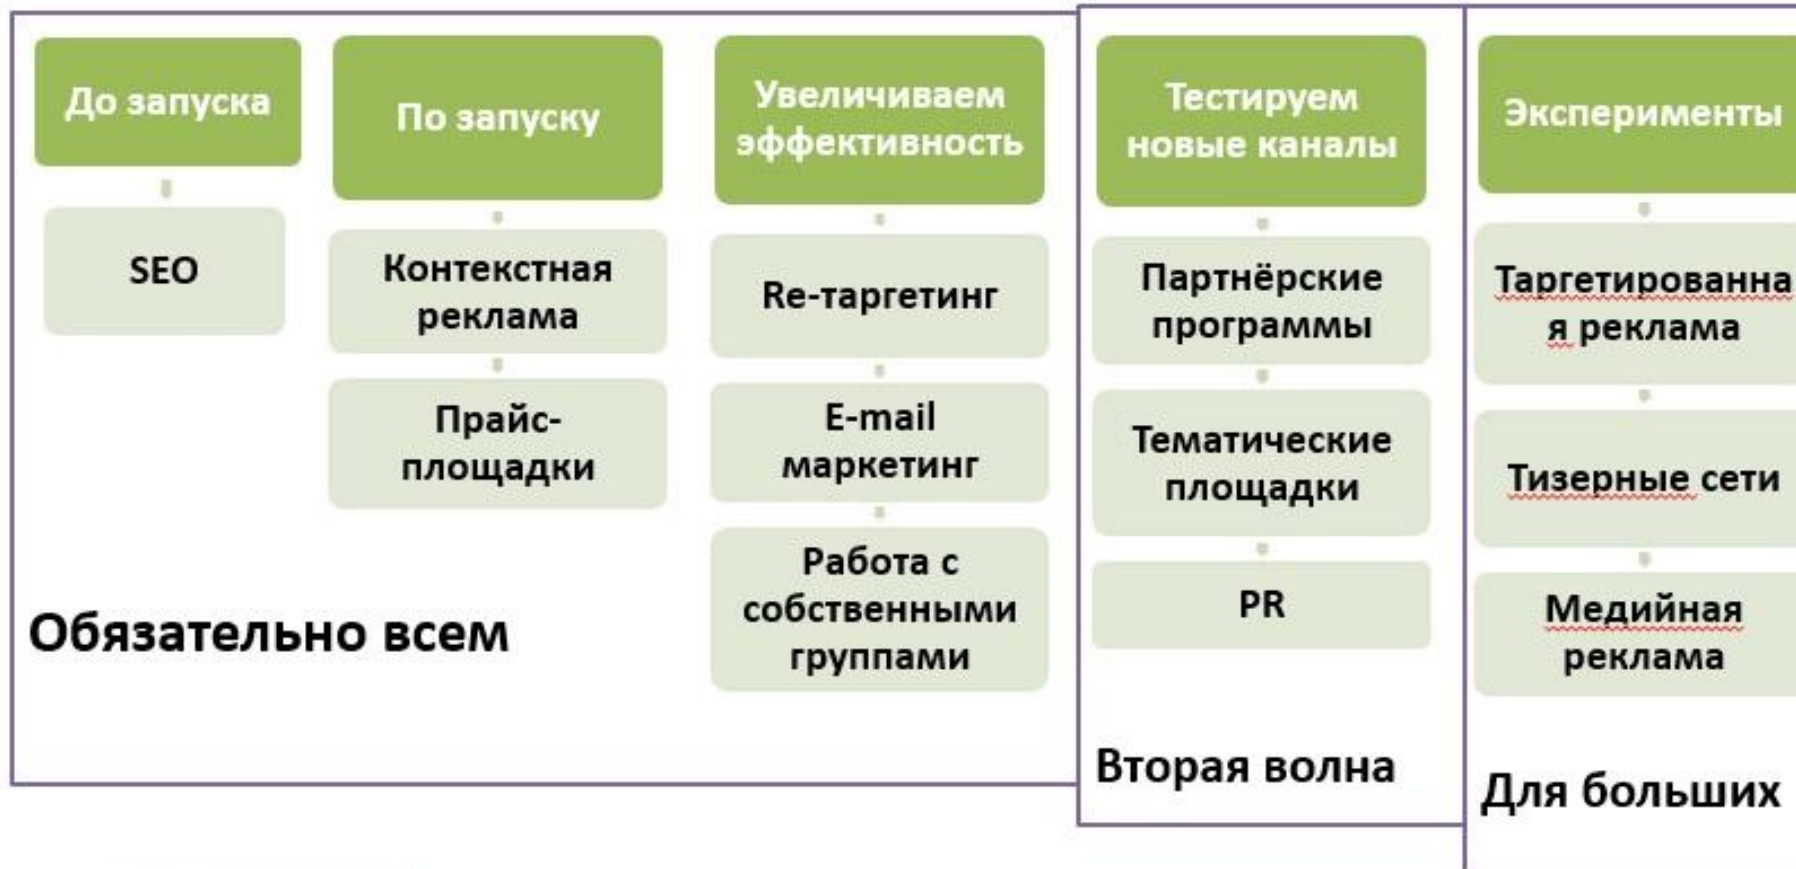 До запуска
SEO
По запуску
Контекстная
реклама
Прайс-
площадки
Увеличиваем
эффективность
Re-таргетинг
E-mail
маркетинг
Работа с
собственными
группами
Обязательно всем
Тестируем
новые каналы
Партнёрские
программы
Тематические
площадки
PR
Вторая волна
Эксперименты
Таргетированна
я реклама
Тизерные сети
Медийная
реклама
Для больших